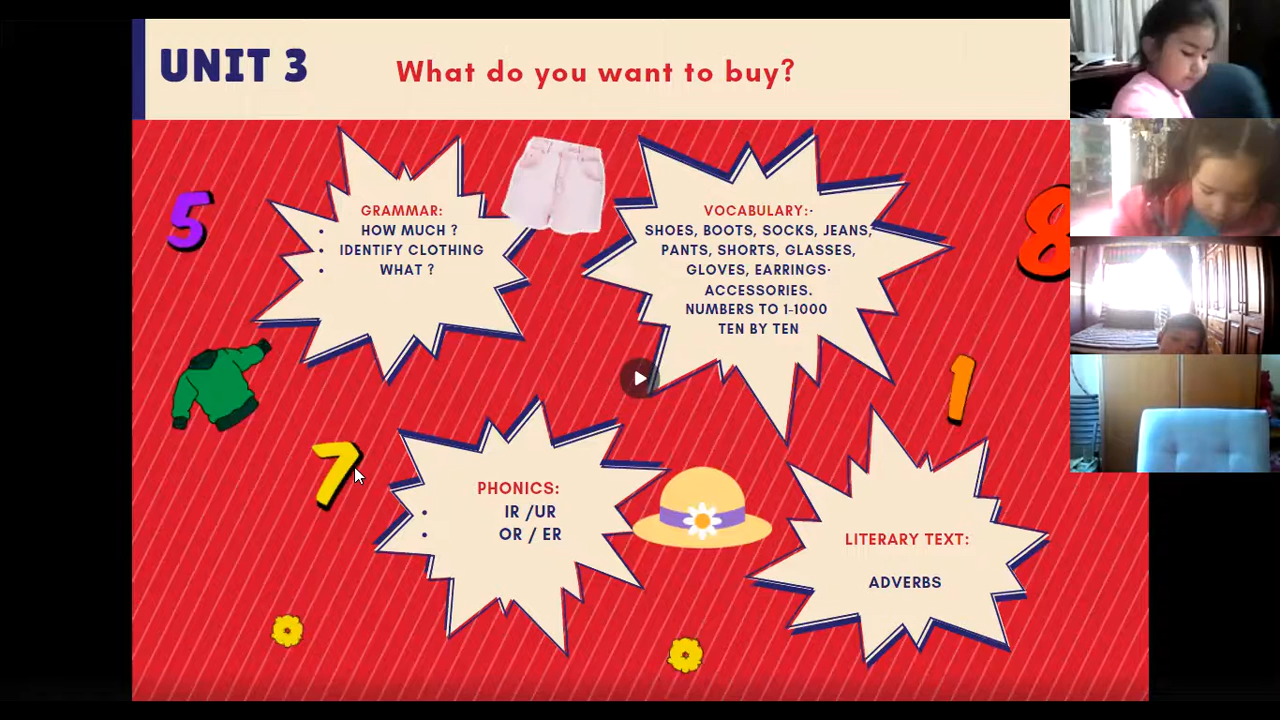 UNIT 3
What do you want to buy?
5
GRAMMAR:
• HOW MUCH ?
• IDENTIFY CLOTHING
• WHAT ?
VOCABULARY:·
SHOES, BOOTS, SOCKS, JEANS,
PANTS, SHORTS, GLASSES,
GLOVES, EARRINGS·
ACCESSORIES.
NUMBERS TO 1-1000
TEN BY TEN
8
1
7
PHONICS:
• IR /UR
• OR / ER
LITERARY TEXT:
ADVERBS